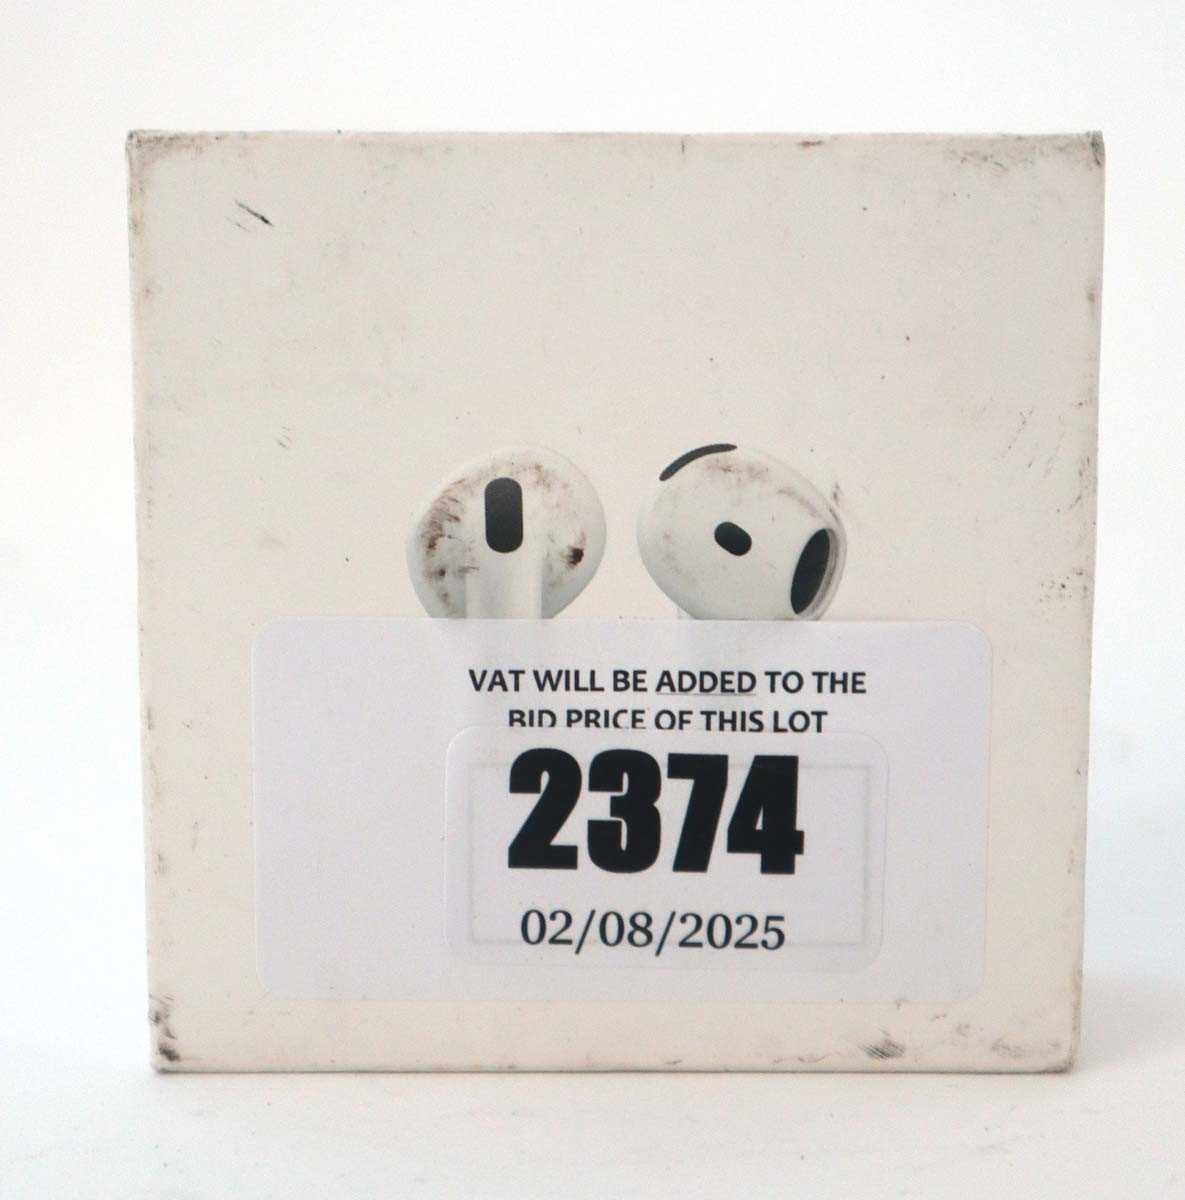 VAT WILL BE ADDED TO THE
BID PRICE OF THIS LOT
2374
02/08/2025